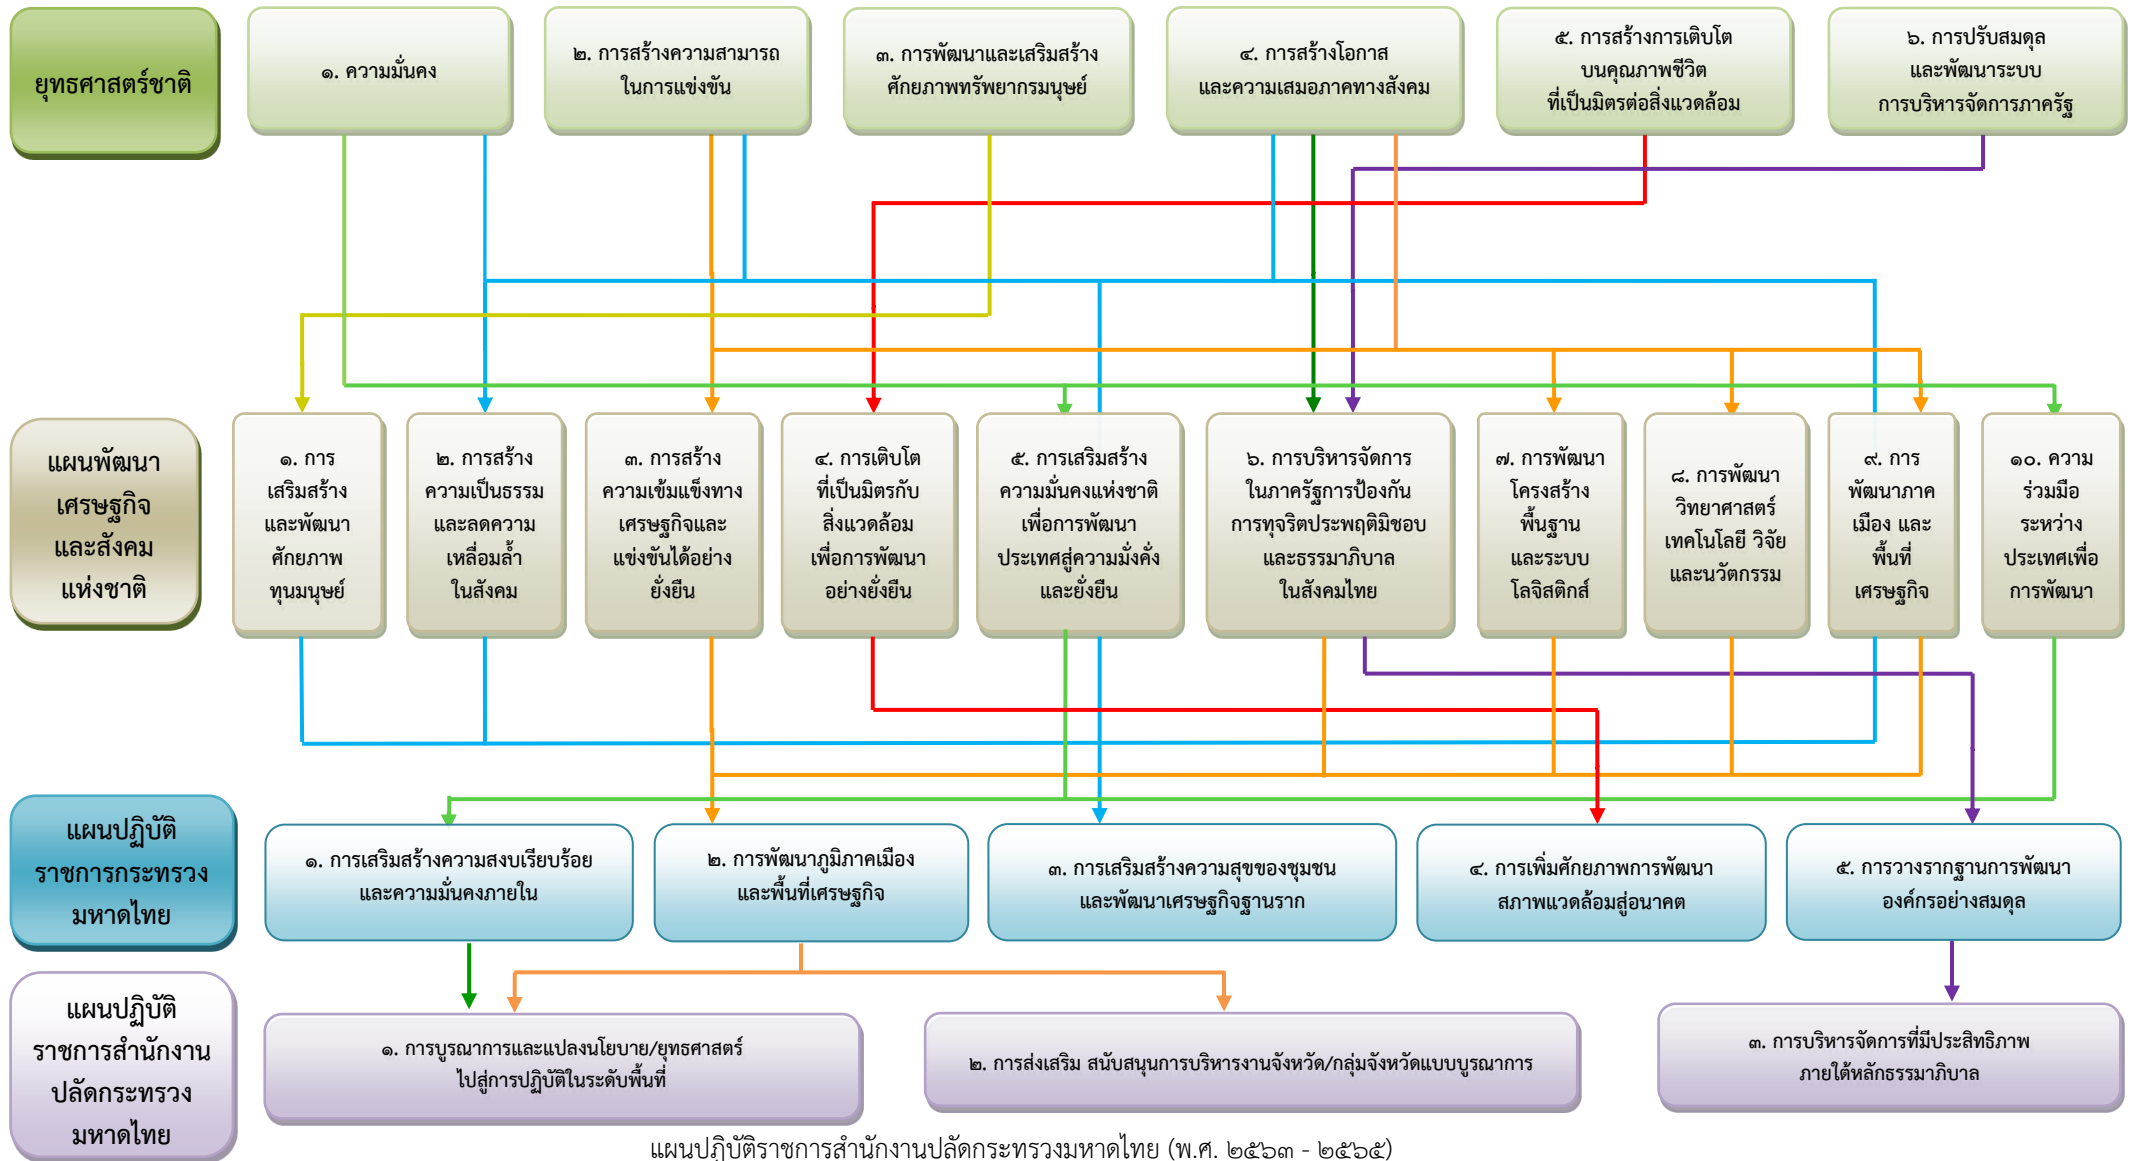 ยุทธศาสตร์ชาติ
๑. ความมั่นคง
๒. การสร้างความสามารถ
ในการแข่งขัน
๓. การพัฒนาและเสริมสร้าง
ศักยภาพทรัพยากรมนุษย์
๔. การสร้างโอกาส
และความเสมอภาคทางสังคม
๕. การสร้างการเติบโต
บนคุณภาพชีวิต
ที่เป็นมิตรต่อสิ่งแวดล้อม
๖. การปรับสมดุล
และพัฒนาระบบ
การบริหารจัดการภาครัฐ
แผนพัฒนา
เศรษฐกิจ
และสังคม
แห่งชาติ
๑. การ
เสริมสร้าง
และพัฒนา
ศักยภาพ
ทุนมนุษย์
๒. การสร้าง
ความเป็นธรรม
และลดความ
เหลื่อมล้ำ
ในสังคม
๓. การสร้าง
ความเข้มแข็งทาง
เศรษฐกิจและ
แข่งขันได้อย่าง
ยั่งยืน
๔. การเติบโต
ที่เป็นมิตรกับ
สิ่งแวดล้อม
เพื่อการพัฒนา
อย่างยั่งยืน
๕. การเสริมสร้าง
ความมั่นคงแห่งชาติ
เพื่อการพัฒนา
ประเทศสู่ความมั่งคั่ง
และยั่งยืน
๖. การบริหารจัดการ
ในภาครัฐการป้องกัน
การทุจริตประพฤติมิชอบ
และธรรมาภิบาล
ในสังคมไทย
๗. การพัฒนา
โครงสร้าง
พื้นฐาน
และระบบ
โลจิสติกส์
๘. การพัฒนา
วิทยาศาสตร์
เทคโนโลยี วิจัย
และนวัตกรรม
๙. การ
พัฒนาภาค
เมือง และ
พื้นที่
เศรษฐกิจ
๑๐. ความ
ร่วมมือ
ระหว่าง
ประเทศเพื่อ
การพัฒนา
แผนปฏิบัติ
ราชการกระทรวง
มหาดไทย
๑. การเสริมสร้างความสงบเรียบร้อย
และความมั่นคงภายใน
๒. การพัฒนาภูมิภาคเมือง
และพื้นที่เศรษฐกิจ
๓. การเสริมสร้างความสุขของชุมชน
และพัฒนาเศรษฐกิจฐานราก
๔. การเพิ่มศักยภาพการพัฒนา
สภาพแวดล้อมสู่อนาคต
๕. การวางรากฐานการพัฒนา
องค์กรอย่างสมดุล
แผนปฏิบัติ
ราชการสำนักงาน
ปลัดกระทรวง
มหาดไทย
๑. การบูรณาการและแปลงนโยบาย/ยุทธศาสตร์
ไปสู่การปฏิบัติในระดับพื้นที่
๒. การส่งเสริม สนับสนุนการบริหารงานจังหวัด/กลุ่มจังหวัดแบบบูรณาการ
๓. การบริหารจัดการที่มีประสิทธิภาพ
ภายใต้หลักธรรมาภิบาล
แผนปฏิบัติราชการสำนักงานปลัดกระทรวงมหาดไทย (พ.ศ. ๒๕๖๓ - ๒๕๖๕)